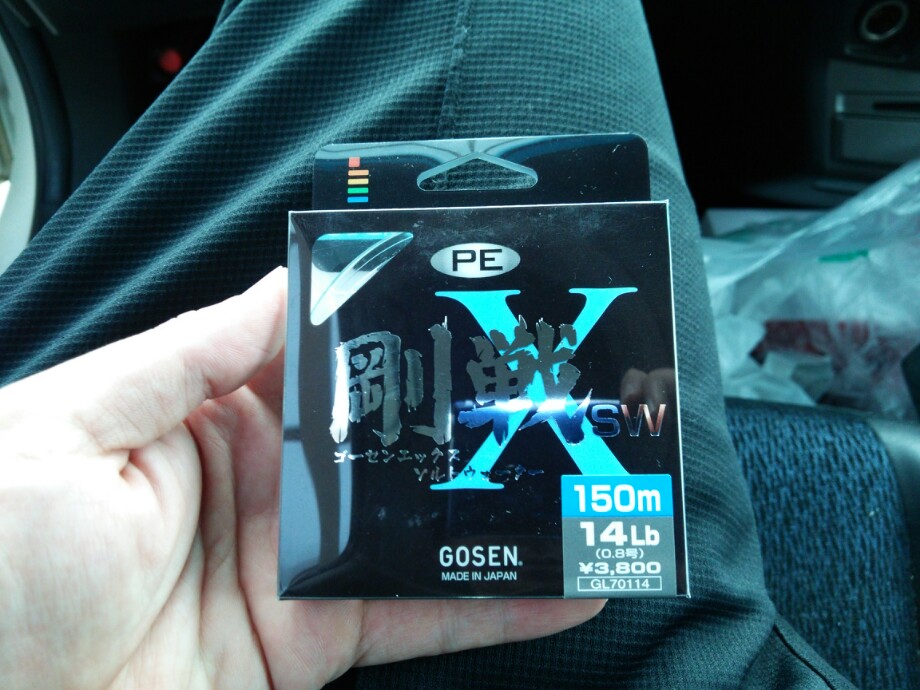 PE
X
剛戦
SW
ゴーセンエックス
ソルトウォーター
150m
14Lb
(0.8号)
¥3,800
GL70114
GOSEN®
MADE IN JAPAN